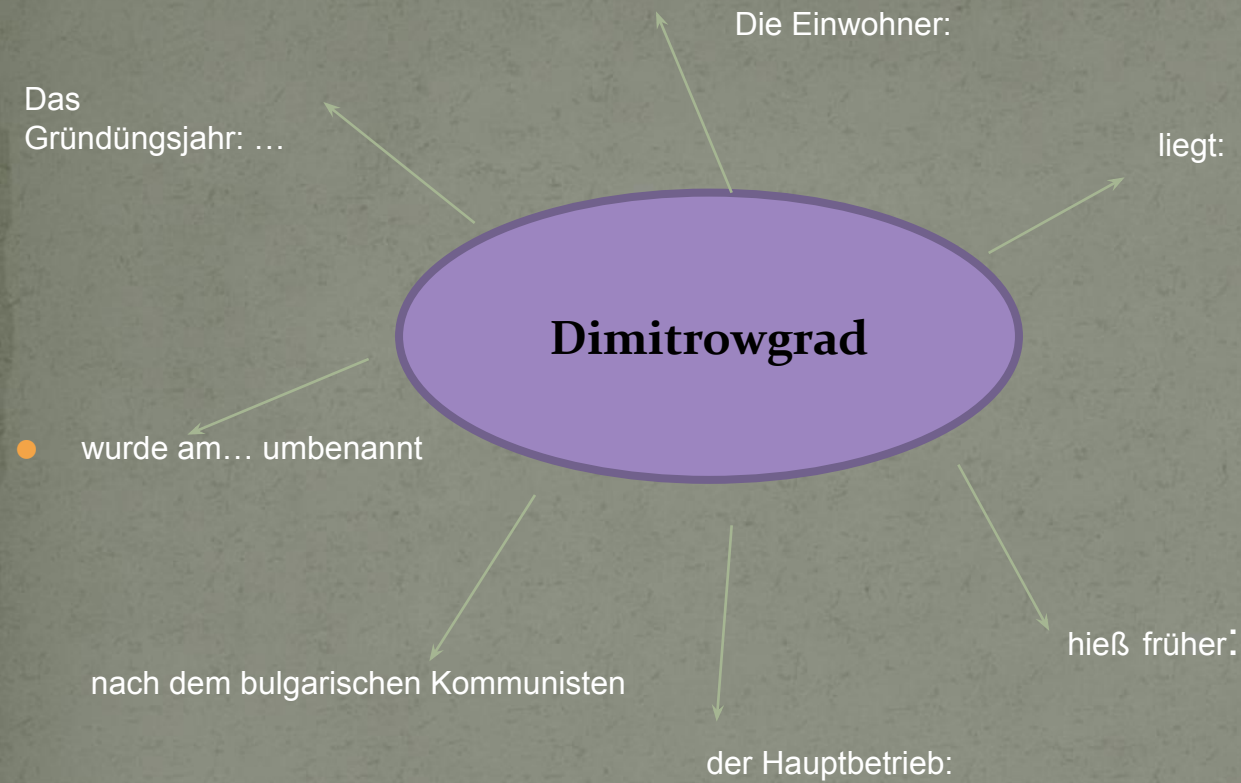 Die Einwohner:
Das
Gründüngsjahr: …
liegt:
Dimitrowgrad
wurde am… umbenannt
hieß früher:
nach dem bulgarischen Kommunisten
der Hauptbetrieb: